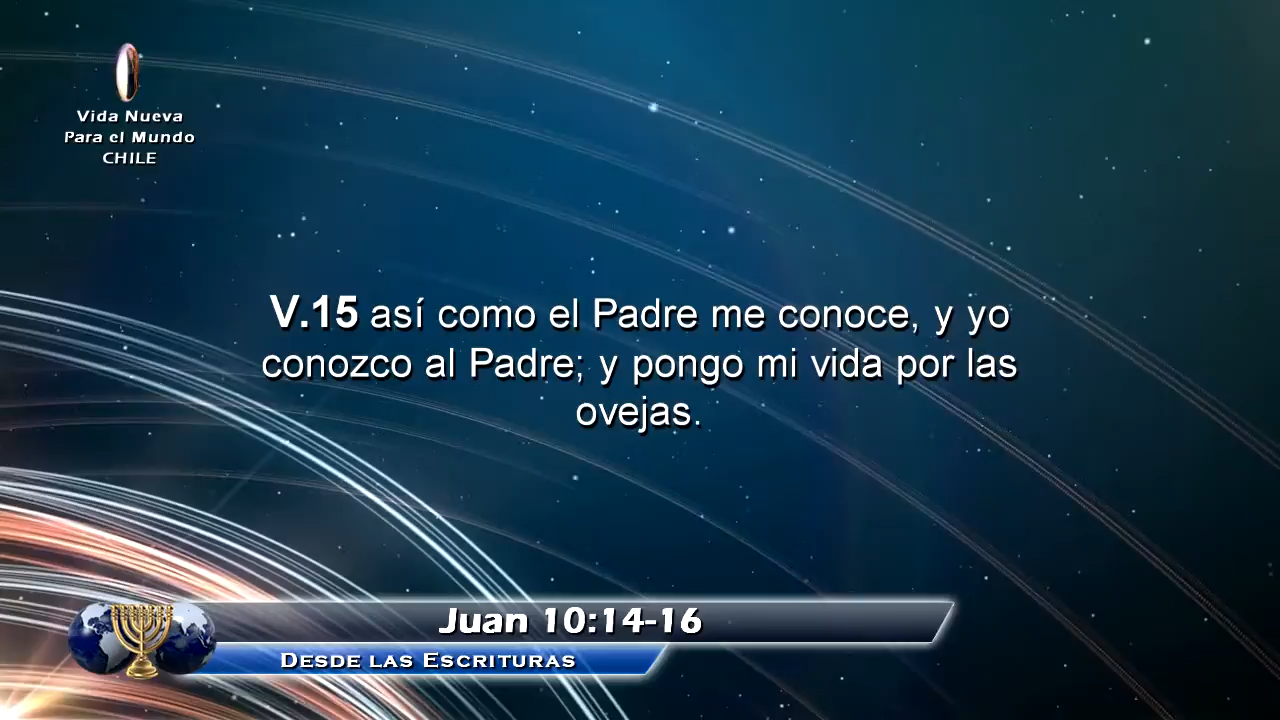 Vida Nueva
Para el Mundo
CHILE
V.15 así como el Padre me conoce, y yo
conozco al Padre; y pongo mi vida por las
ovejas.
Juan 10:14-16
Desde las Escrituras